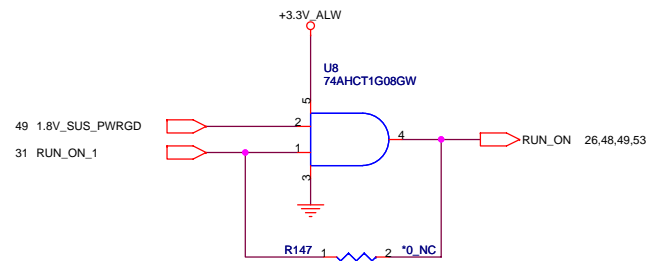 +3.3V_ALW
U8
74AHCT1G08GW
5
49 1.8V_SUS_PWRGD 2
4 RUN_ON 26,48,49,53
31 RUN_ON_1 1
3
R147 1 2 *0_NC